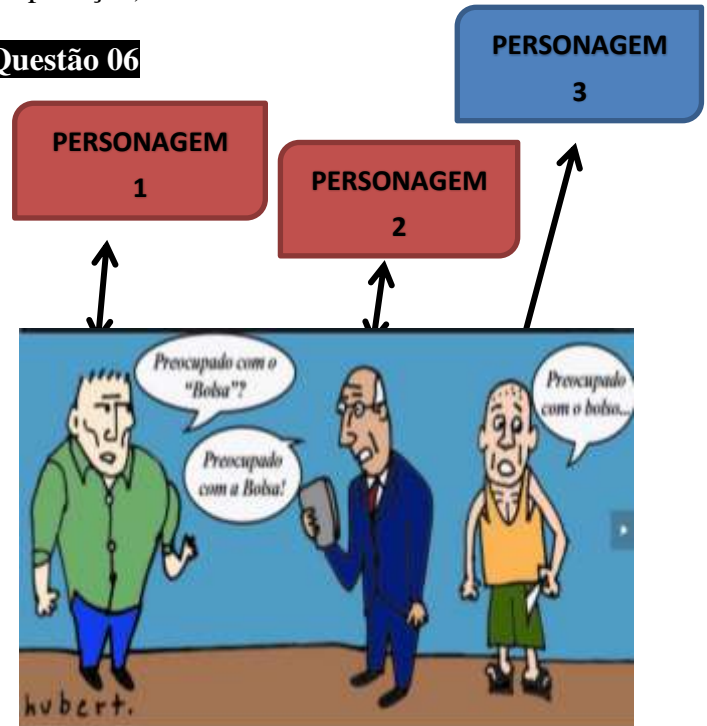 Questão 06
PERSONAGEM
3
PERSONAGEM
1
PERSONAGEM
2
Preocupado com o
“Bolsa”?
Preocupado
com a Bolsa!
Preocupado
com o bolso...
hubert.